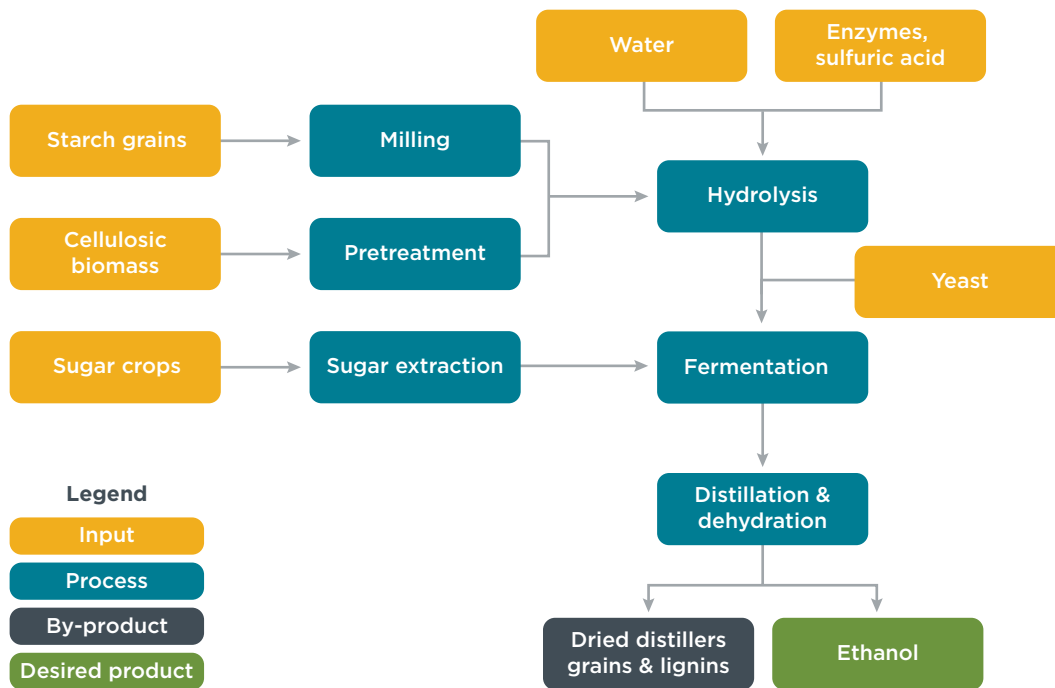 Water
Enzymes,
sulfuric acid
Starch grains
Milling
Hydrolysis
Cellulosic
biomass
Pretreatment
Yeast
Sugar crops
Sugar extraction
Fermentation
Distillation &
dehydration
Dried distillers
grains & lignins
Ethanol
Legend
Input
Process
By-product
Desired product